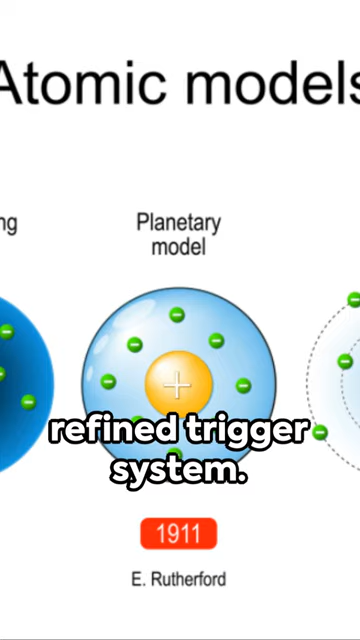 Atomic models
ng
Planetary
model
refined trigger
system.
1911
E. Rutherford